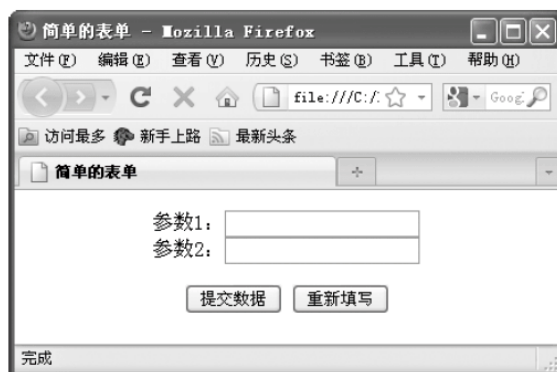 简单的表单 - Mozilla Firefox
文件(F) 编辑(E) 查看(V) 历史(S) 书签(B) 工具(T) 帮助(H)
file:///C:/ Goog
访问最多 新手上路 最新头条
简单的表单
参数1：
参数2：
提交数据 重新填写
完成